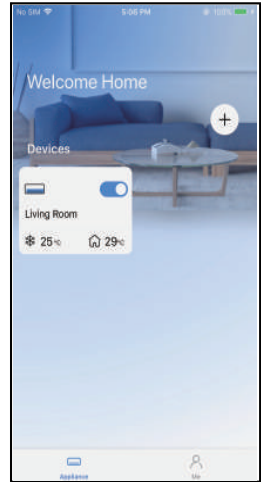 No SIM 5:06 PM 100%
Welcome Home
+
Devices
Living Room
25°C 29°C
Appliance Me